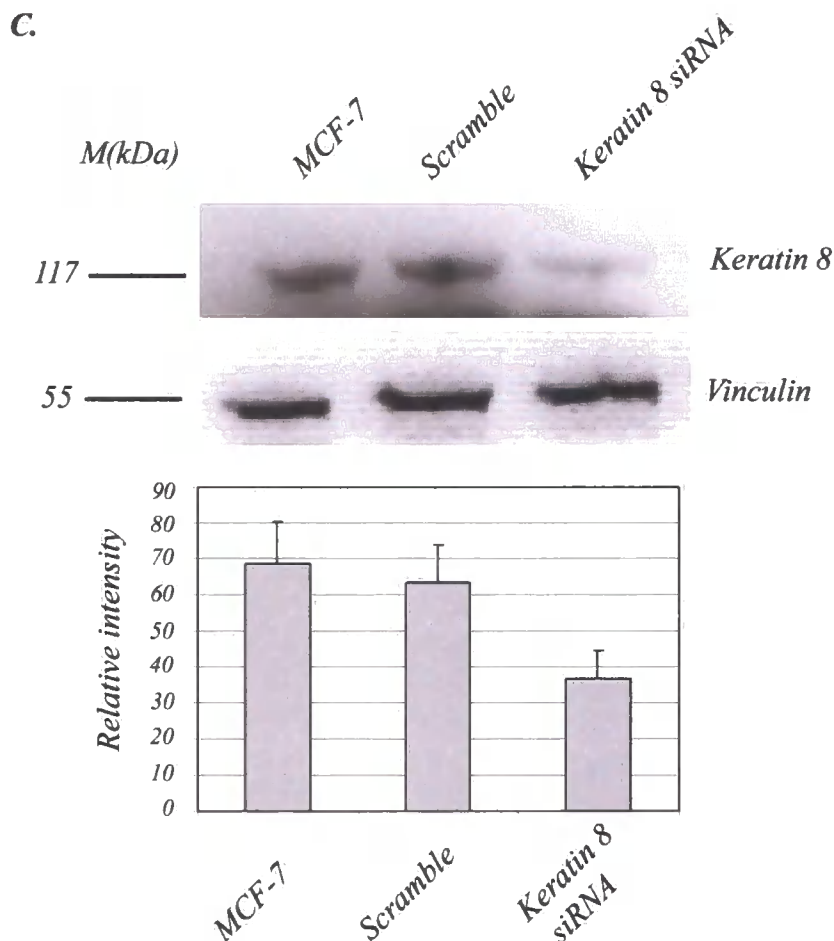 C.
M(kDa)
MCF-7
Scramble
Keratin 8 siRNA
117
Keratin 8
55
Vinculin
90
80
70
60
50
40
30
20
10
0
Relative intensity
MCF-7
Scramble
Keratin 8
siRNA